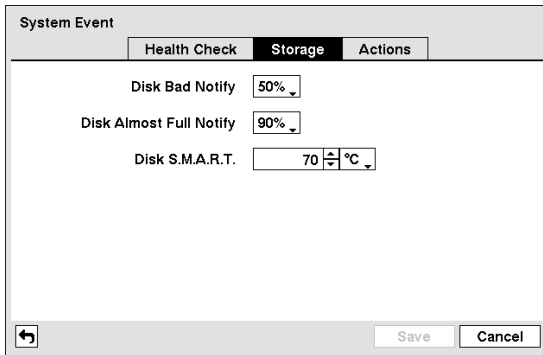 System Event
Health Check Storage Actions
Disk Bad Notify 50%
Disk Almost Full Notify 90%
Disk S.M.A.R.T. 70 °C
Save Cancel